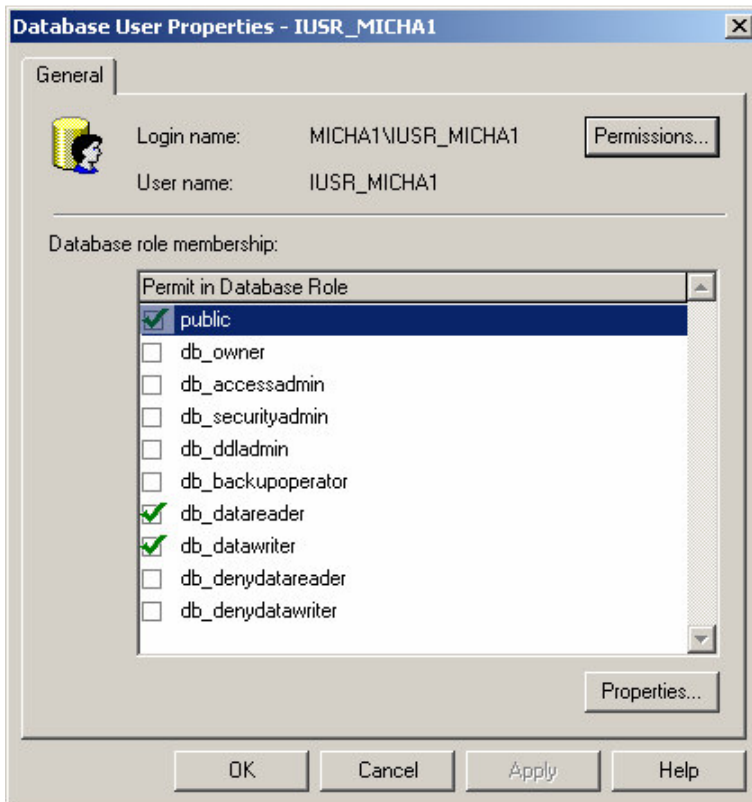 Database User Properties - IUSR_MICHA1
General
Login name: MICHA1\IUSR_MICHA1 Permissions...
User name: IUSR_MICHA1
Database role membership:
Permit in Database Role
public
db_owner
db_accessadmin
db_securityadmin
db_ddladmin
db_backupoperator
db_datareader
db_datawriter
db_denydatareader
db_denydatawriter
Properties...
OK Cancel Apply Help